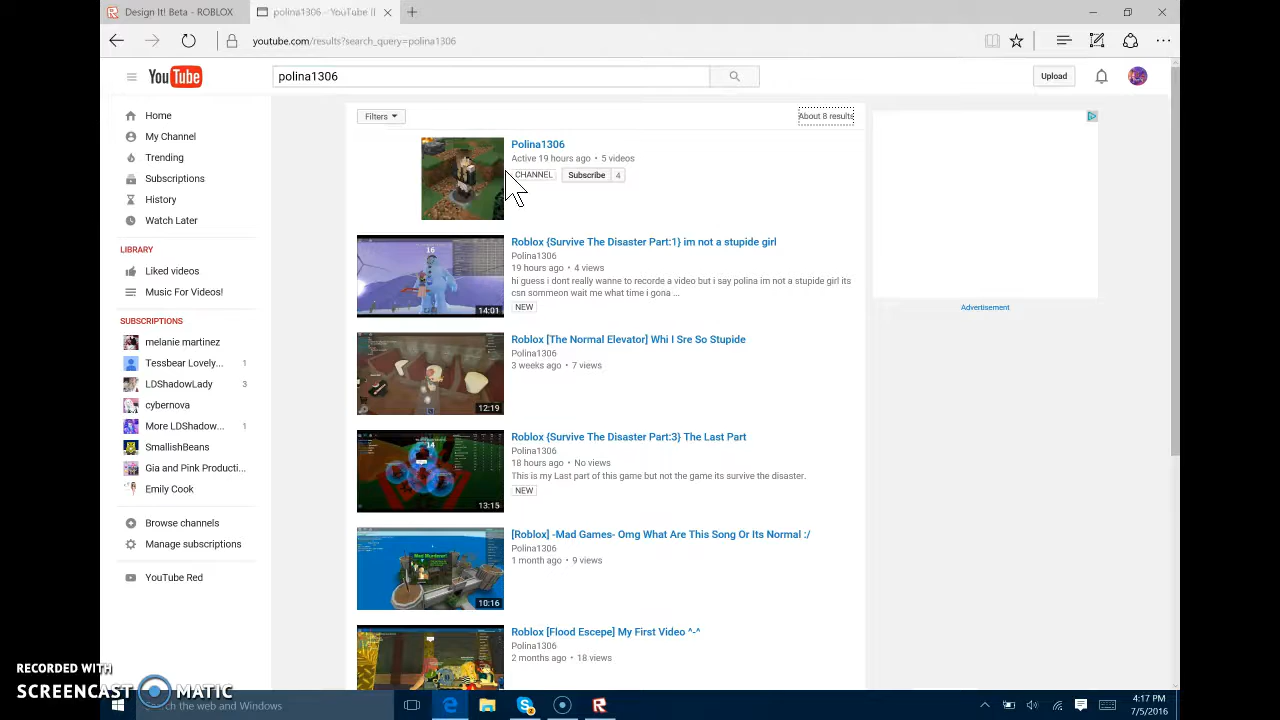 Design It! Beta - ROBLOX
polina1306 - YouTube
youtube.com/results?search_query=polina1306
YouTube
polina1306
Upload
Home
My Channel
Trending
Subscriptions
History
Watch Later
LIBRARY
Liked videos
Music For Videos!
SUBSCRIPTIONS
melanie martinez
Tessbear Lovely... 1
LDShadowLady 3
cybernova
More LDShadow... 1
SmallishBeans
Gia and Pink Producti...
Emily Cook
Browse channels
Manage subscriptions
YouTube Red
Filters
About 8 results
Polina1306
Active 19 hours ago • 5 videos
CHANNEL Subscribe 4
16
14:01
Roblox {Survive The Disaster Part:1} im not a stupide girl
Polina1306
19 hours ago • 4 views
hi guess i dont really wanne to recorde a video but i say polina im not a stupide girl its
csn sommeon wait me what time i gona ...
NEW
12:19
Roblox [The Normal Elevator] Whi I Sre So Stupide
Polina1306
3 weeks ago • 7 views
14
13:15
Roblox {Survive The Disaster Part:3} The Last Part
Polina1306
18 hours ago • No views
This is my Last part of this game but not the game its survive the disaster.
NEW
10:16
[Roblox] -Mad Games- Omg What Are This Song Or Its Normal :/
Polina1306
1 month ago • 9 views
Roblox [Flood Escepe] My First Video ^-^
Polina1306
2 months ago • 18 views
Advertisement
RECORDED WITH
SCREENCAST MATIC
ch the web and Windows
4:17 PM
7/5/2016